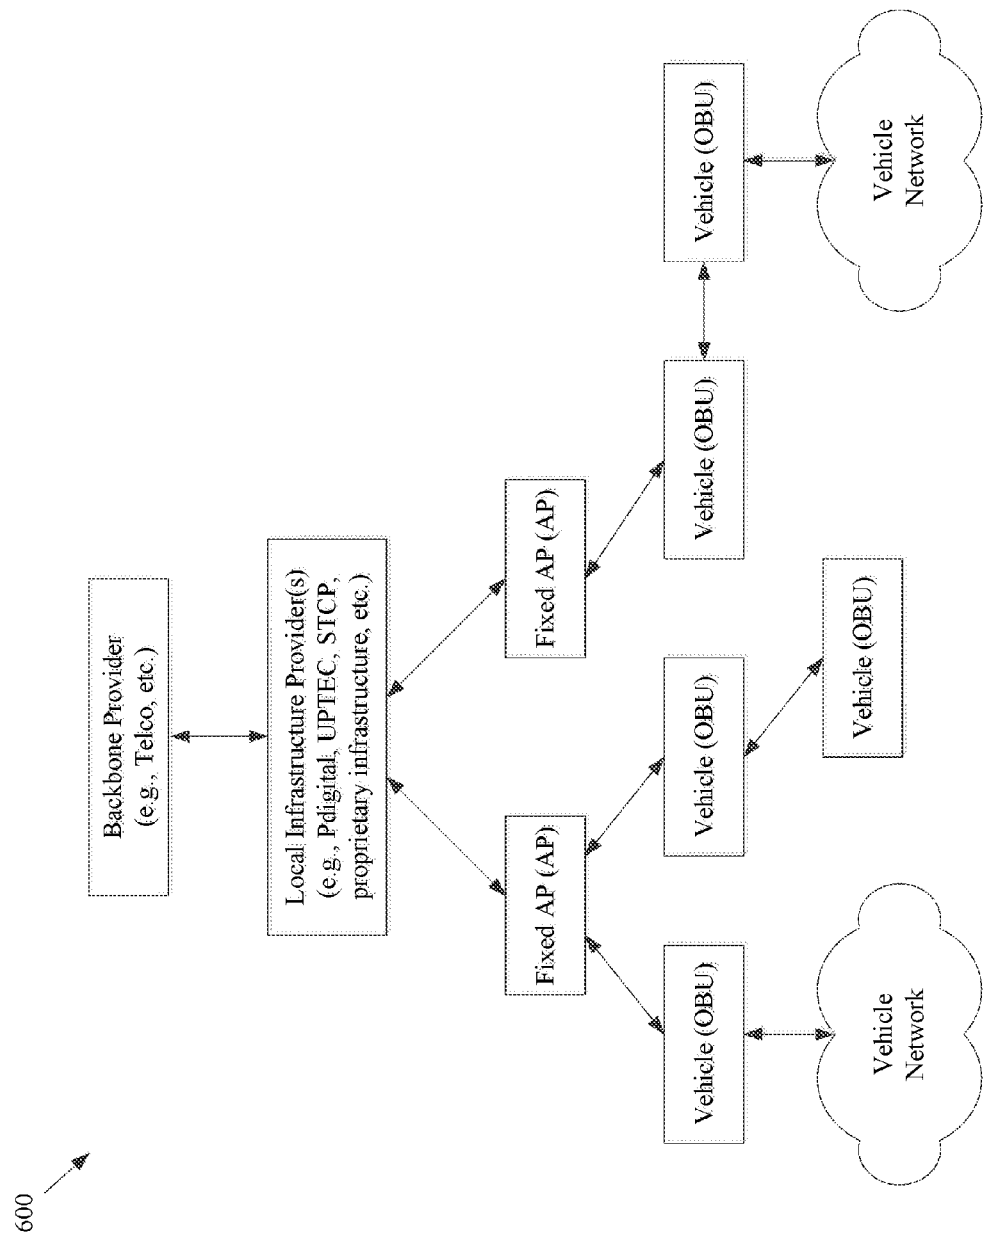 600
Backbone Provider
(e.g., Telco, etc.)
Local Infrastructure Provider(s)
(e.g., Pdigital, UPTEC, STCP,
proprietary infrastructure, etc.)
Fixed AP (AP)
Fixed AP (AP)
Vehicle (OBU)
Vehicle (OBU)
Vehicle (OBU)
Vehicle (OBU)
Vehicle
Network
Vehicle (OBU)
Vehicle
Network